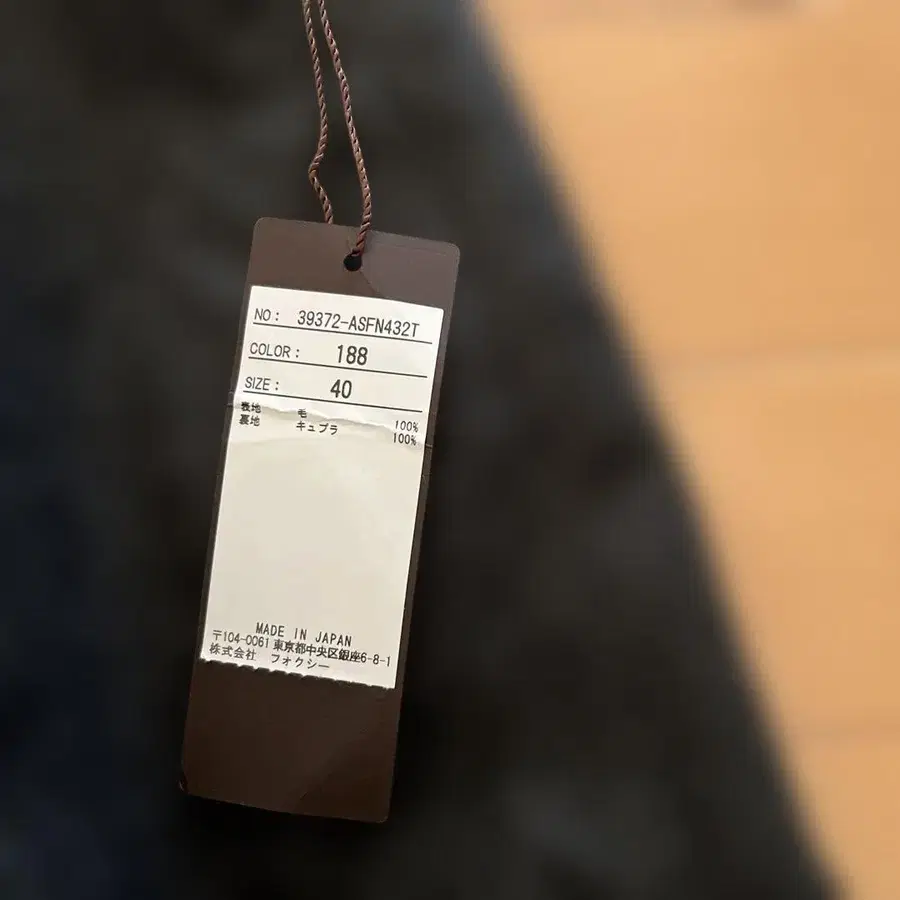 NO: 39372-ASFN432T
COLOR: 188
SIZE: 40
表地 毛 100%
裏地 キュプラ 100%
MADE IN JAPAN
〒104-0061 東京都中央区銀座6-8-1
株式会社 フォクシー